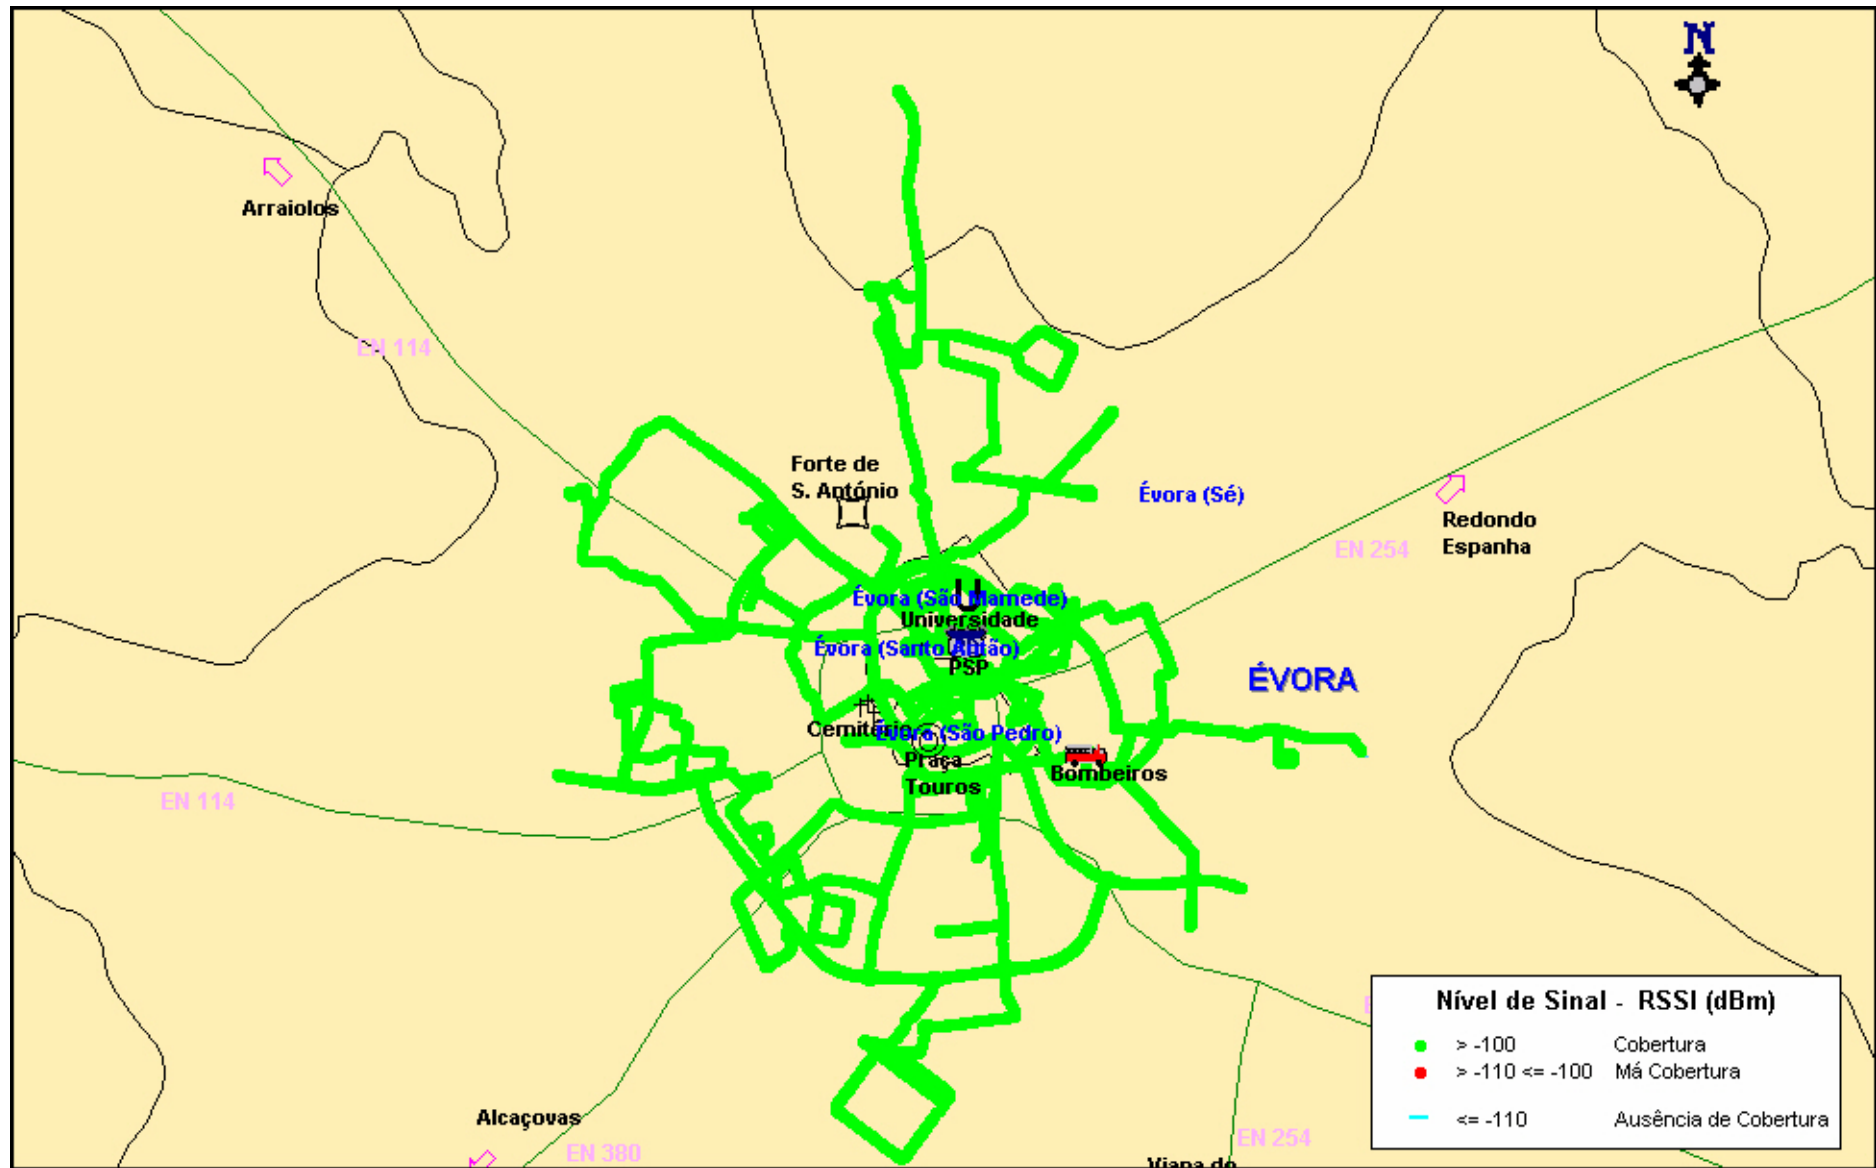 N
Arraiolos
EN 114
Forte de
S. António
Évora (Sé)
Redondo
Espanha
EN 254
Évora (São Mamede)
Universidade
Évora (Santo Antão)
PSP
ÉVORA
Cemitério
Évora (São Pedro)
Praça
Touros
Bombeiros
EN 114
Nível de Sinal - RSSI (dBm)
> -100 Cobertura
> -110 <= -100 Má Cobertura
<= -110 Ausência de Cobertura
Alcaçovas
EN 380
EN 254
Viana do